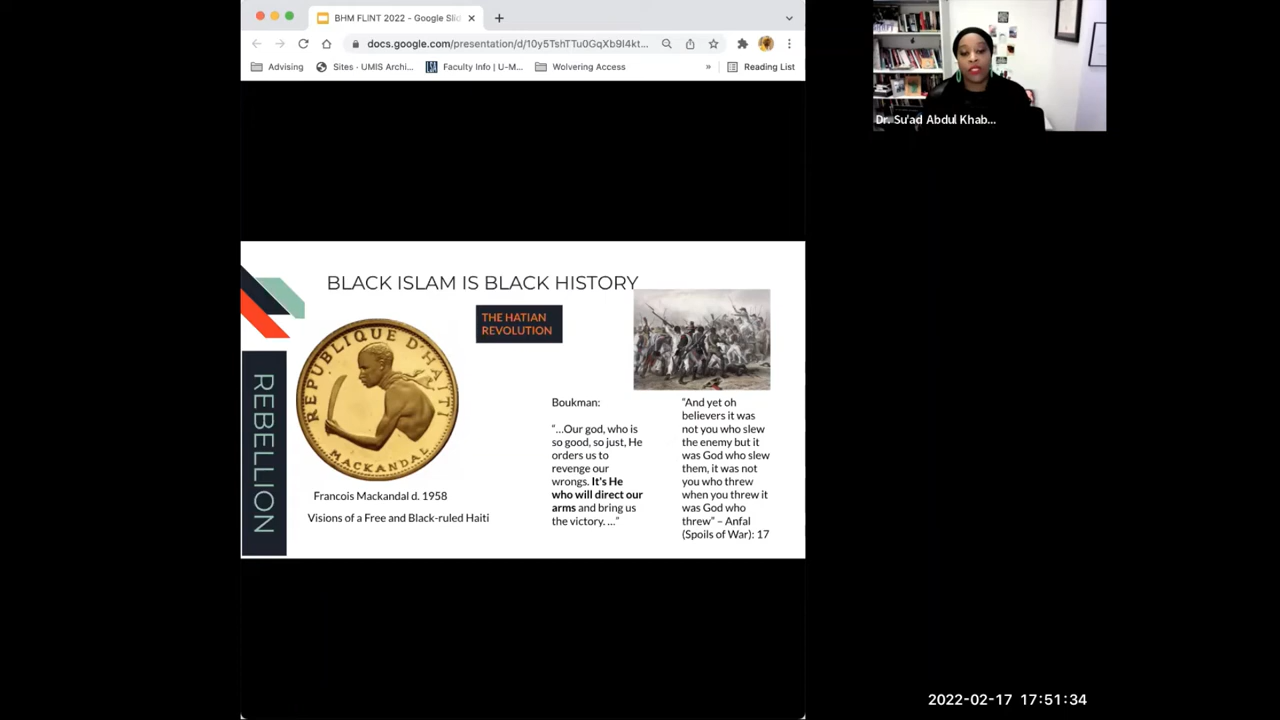 BHM FLINT 2022 - Google Sli
docs.google.com/presentation/d/10y5TshTTu0GqXb9I4kt...
Advising
Sites · UMIS Archi...
Faculty Info | U-M...
Wolvering Access
»
Reading List
Dr. Su'ad Abdul Khab...
BLACK ISLAM IS BLACK HISTORY
THE HATIAN
REVOLUTION
REBELLION
REPUBLIQUE D'HAITI
MACKANDAL
Francois Mackandal d. 1958
Visions of a Free and Black-ruled Haiti
Boukman:
“...Our god, who is
so good, so just, He
orders us to
revenge our
wrongs. It's He
who will direct our
arms and bring us
the victory. ...”
“And yet oh
believers it was
not you who slew
the enemy but it
was God who slew
them, it was not
you who threw
when you threw it
was God who
threw” – Anfal
(Spoils of War): 17
2022-02-17 17:51:34